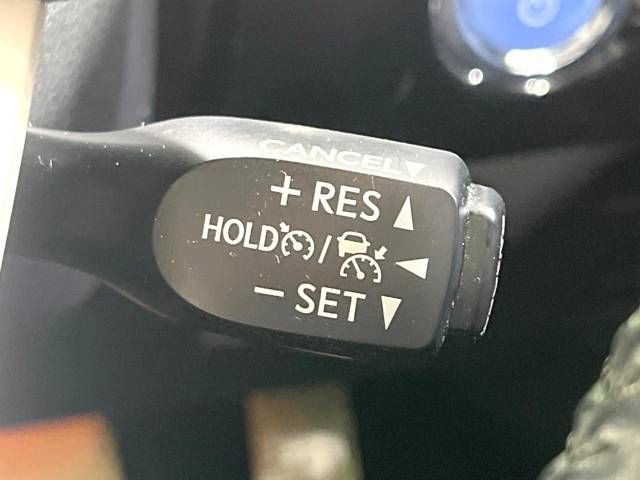 CANCEL▼
+ RES ▲
HOLD / ◀
− SET ▼